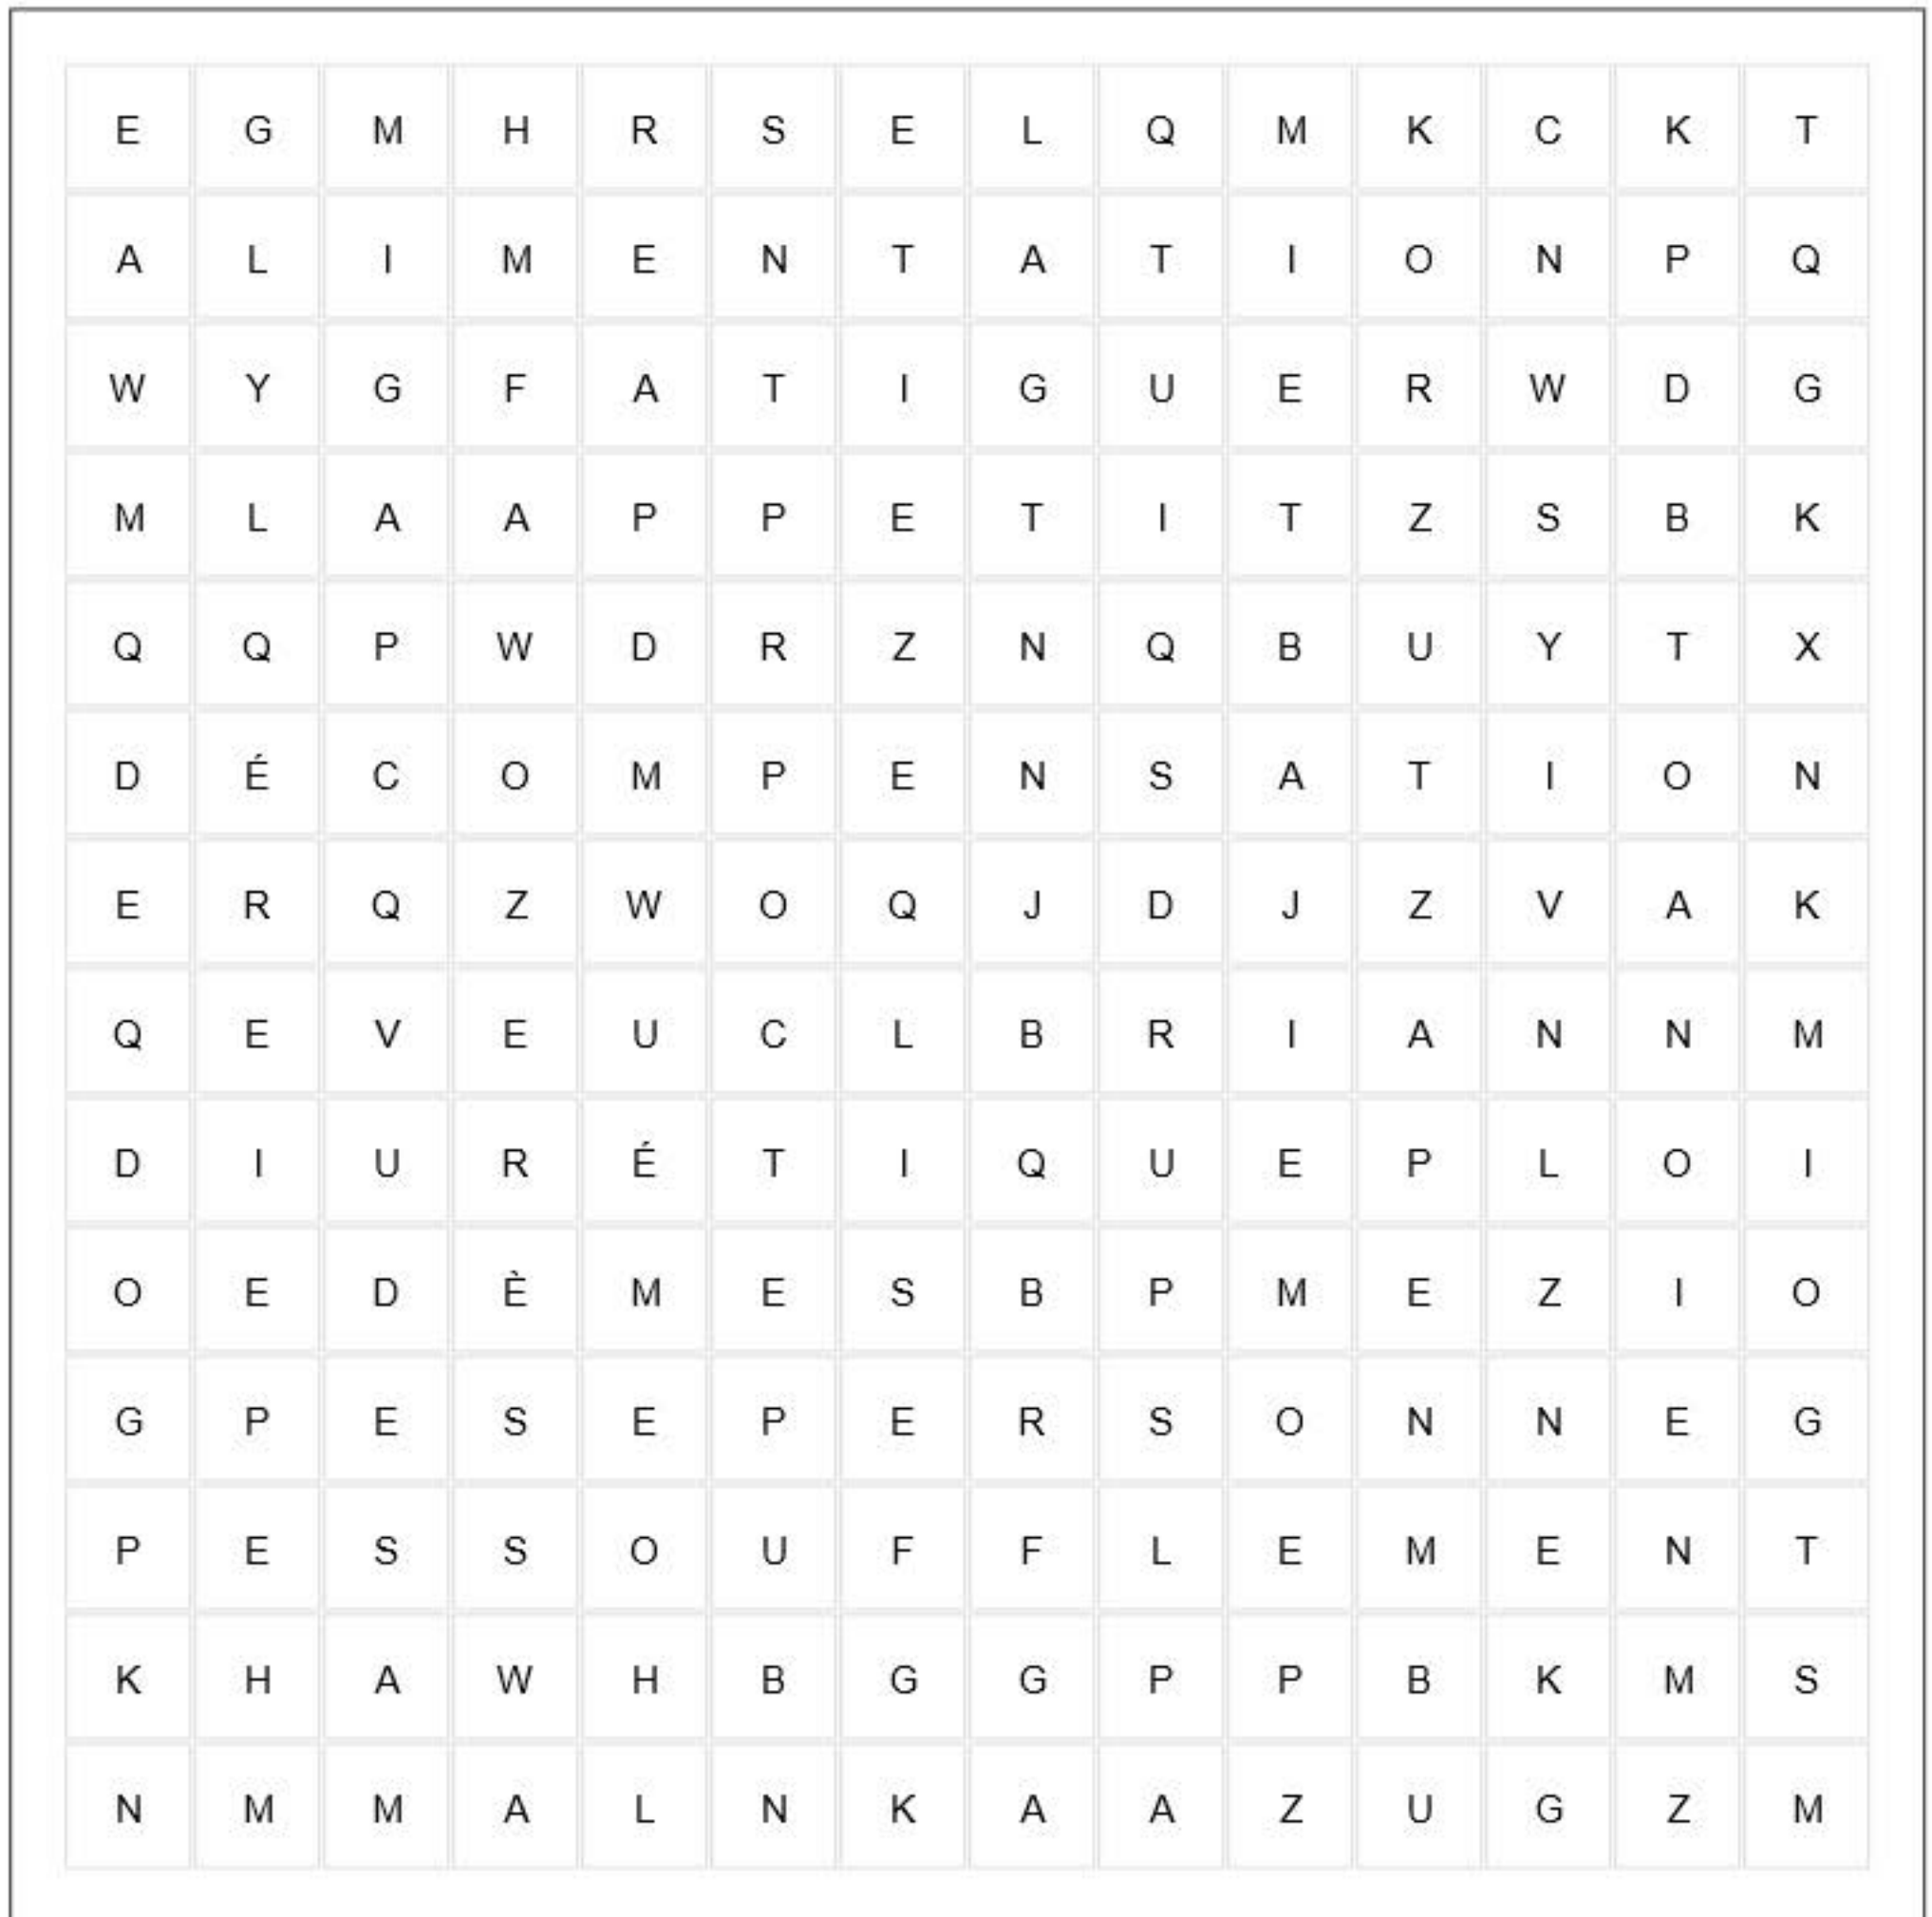 E G M H R S E L Q M K C K T
A L I M E N T A T I O N P Q
W Y G F A T I G U E R W D G
M L A A P P E T I T Z S B K
Q Q P W D R Z N Q B U Y T X
D É C O M P E N S A T I O N
E R Q Z W O Q J D J Z V A K
Q E V E U C L B R I A N N M
D I U R É T I Q U E P L O I
O E D È M E S B P M E Z I O
G P E S E P E R S O N N E G
P E S S O U F F L E M E N T
K H A W H B G G P P B K M S
N M M A L N K A A Z U G Z M